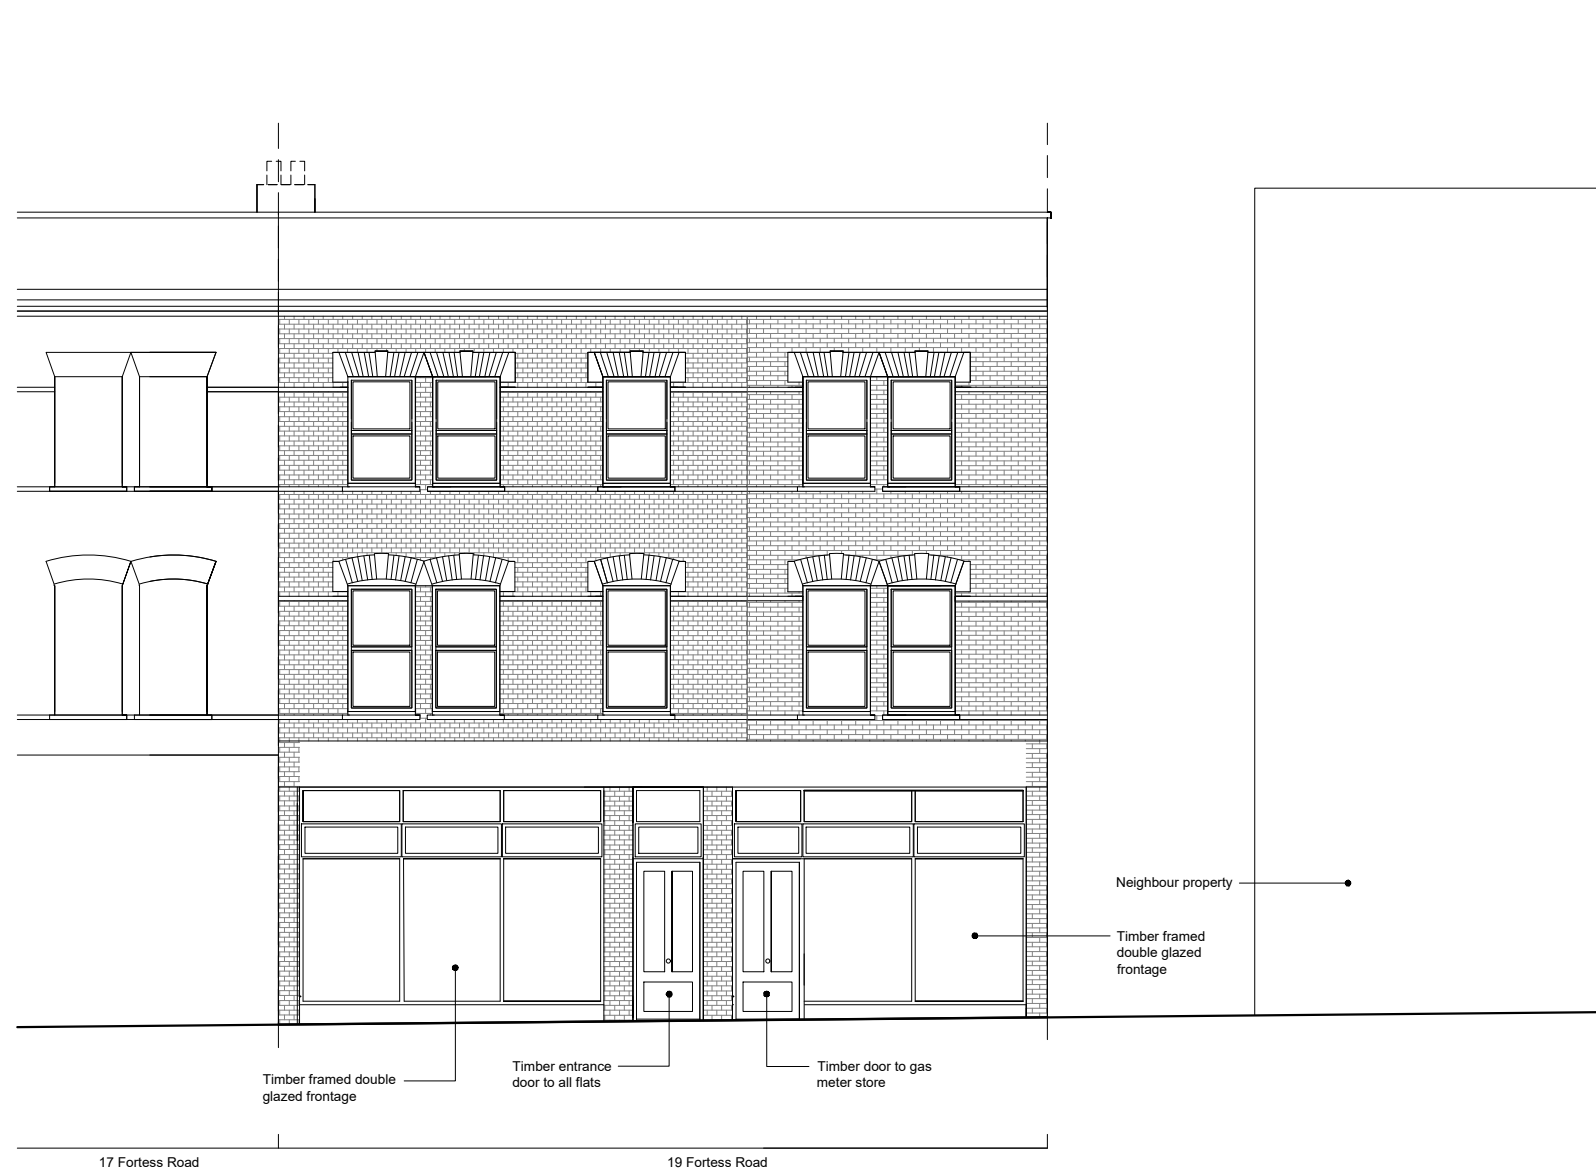 Neighbour property
Timber framed
double glazed
frontage
Timber entrance
door to all flats
Timber door to gas
meter store
Timber framed double
glazed frontage
17 Fortess Road
19 Fortess Road